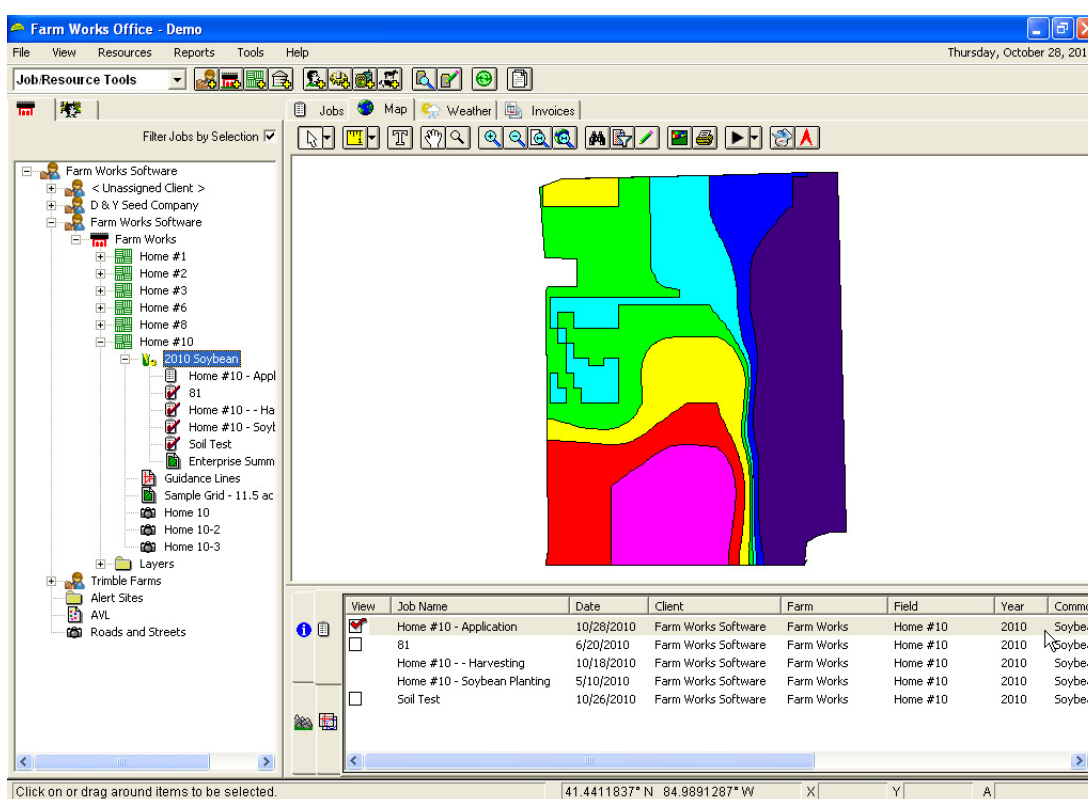 Farm Works Office - Demo
File View Resources Reports Tools Help Thursday, October 28, 201
Job/Resource Tools
Jobs Map Weather Invoices
Filter Jobs by Selection
T
Farm Works Software
< Unassigned Client >
D & Y Seed Company
Farm Works Software
Farm Works
Home #1
Home #2
Home #3
Home #6
Home #8
Home #10
2010 Soybean
Home #10 - Appl
81
Home #10 - - Ha
Home #10 - Soyb
Soil Test
Enterprise Summ
Guidance Lines
Sample Grid - 11.5 ac
Home 10
Home 10-2
Home 10-3
Layers
Trimble Farms
Alert Sites
AVL
Roads and Streets
View Job Name Date Client Farm Field Year Commo
Home #10 - Application 10/28/2010 Farm Works Software Farm Works Home #10 2010 Soybea
81 6/20/2010 Farm Works Software Farm Works Home #10 2010 Soybea
Home #10 - - Harvesting 10/18/2010 Farm Works Software Farm Works Home #10 2010 Soybea
Home #10 - Soybean Planting 5/10/2010 Farm Works Software Farm Works Home #10 2010 Soybea
Soil Test 10/26/2010 Farm Works Software Farm Works Home #10 2010 Soybea
Click on or drag around items to be selected. 41.4411837° N 84.9891287° W X Y A